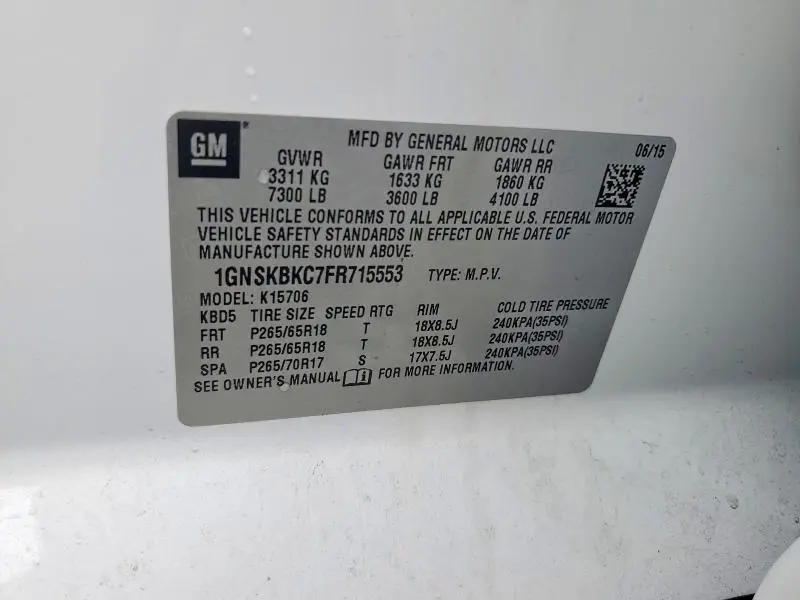 GM ® MFD BY GENERAL MOTORS LLC 06/15
GVWR GAWR FRT GAWR RR
3311 KG 1633 KG 1860 KG
7300 LB 3600 LB 4100 LB
THIS VEHICLE CONFORMS TO ALL APPLICABLE U.S. FEDERAL MOTOR
VEHICLE SAFETY STANDARDS IN EFFECT ON THE DATE OF
MANUFACTURE SHOWN ABOVE.
1GNSKBKC7FR715553 TYPE: M.P.V.
MODEL: K15706
KBD5 TIRE SIZE SPEED RTG RIM COLD TIRE PRESSURE
FRT P265/65R18 T 18X8.5J 240KPA(35PSI)
RR P265/65R18 T 18X8.5J 240KPA(35PSI)
SPA P265/70R17 S 17X7.5J 240KPA(35PSI)
SEE OWNER'S MANUAL i FOR MORE INFORMATION.